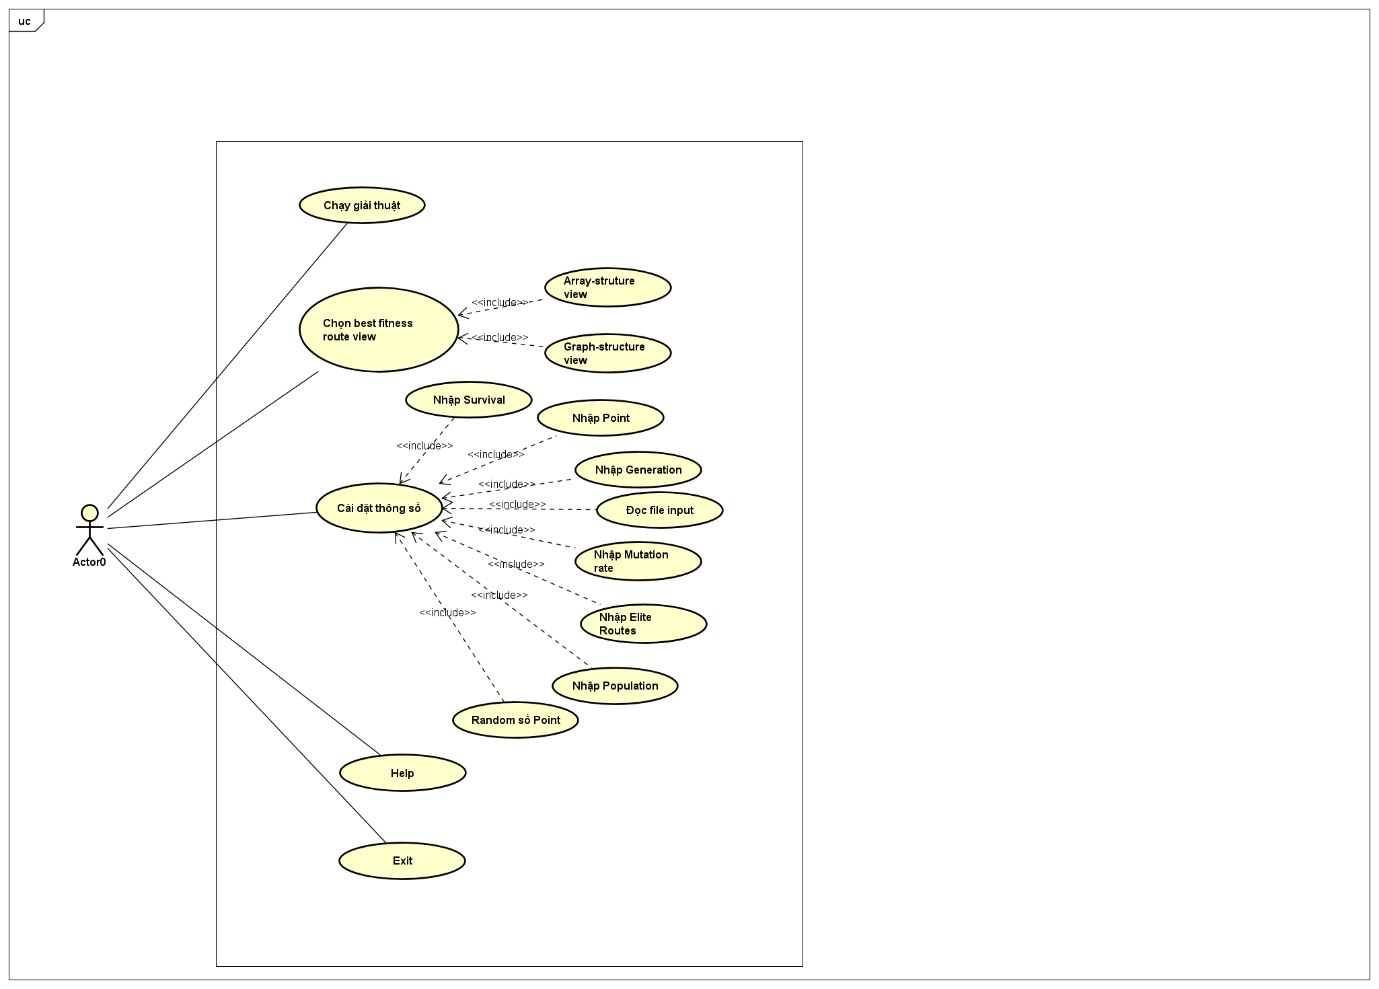 uc
Chạy giải thuật
Array-struture
view
<<include>>
Chọn best fitness
route view
<<include>>
Graph-structure
view
Nhập Survival
Nhập Point
<<include>>
<<include>>
Nhập Generation
<<include>>
Cài đặt thông số
<<include>>
Đọc file input
<<include>>
Nhập Mutation
rate
Actor0
<<include>>
<<include>>
<<include>>
Nhập Elite
Routes
Nhập Population
Random số Point
Help
Exit